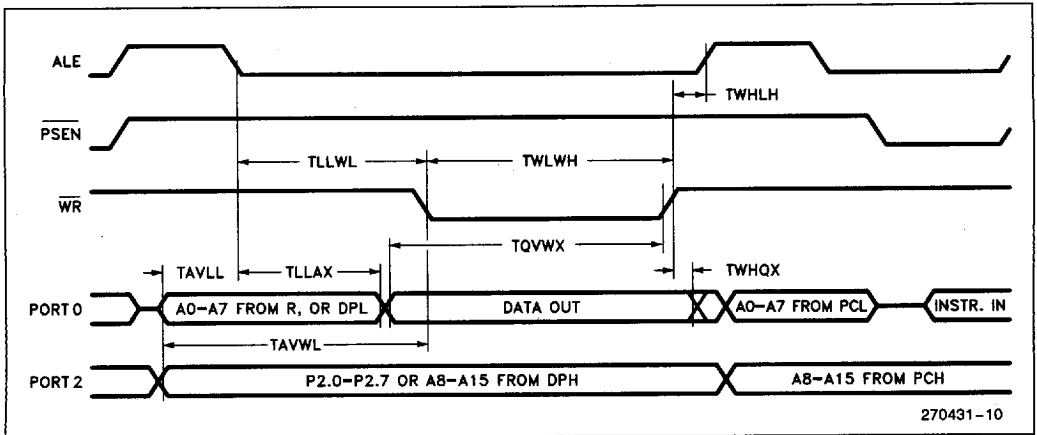 ALE
TWHLH
PSEN
TLLWL
TWLWH
WR
TQVWX
TAVLL
TLLAX
TWHQX
PORT 0
A0–A7 FROM R, OR DPL
DATA OUT
A0–A7 FROM PCL
INSTR. IN
TAVWL
PORT 2
P2.0–P2.7 OR A8–A15 FROM DPH
A8–A15 FROM PCH
270431–10